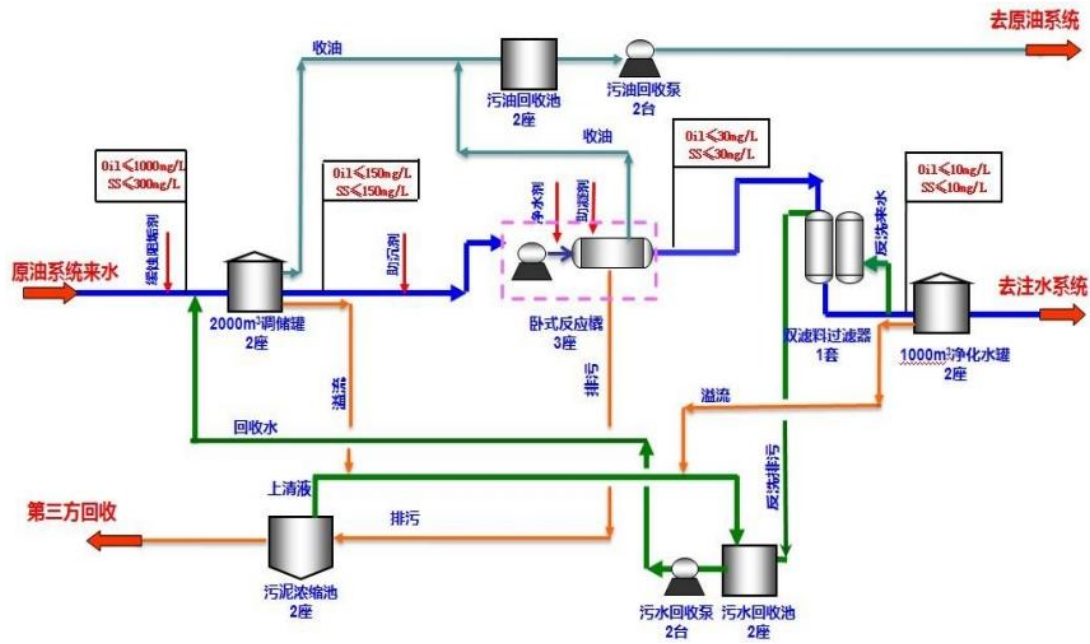 去原油系统
收油
污油回收池
2座
污油回收泵
2台
收油
Oil≤1000mg/L
SS≤300mg/L
Oil≤150mg/L
SS≤150mg/L
Oil≤30mg/L
SS≤30mg/L
Oil≤10mg/L
SS≤10mg/L
净水剂
助凝剂
缓蚀阻垢剂
助沉剂
反洗来水
原油系统来水
去注水系统
2000m³调储罐
2座
卧式反应橇
3座
双滤料过滤器
1套
1000m³净化水罐
2座
溢流
排污
溢流
回收水
上清液
反洗排污
第三方回收
排污
污泥浓缩池
2座
污水回收泵
2台
污水回收池
2座